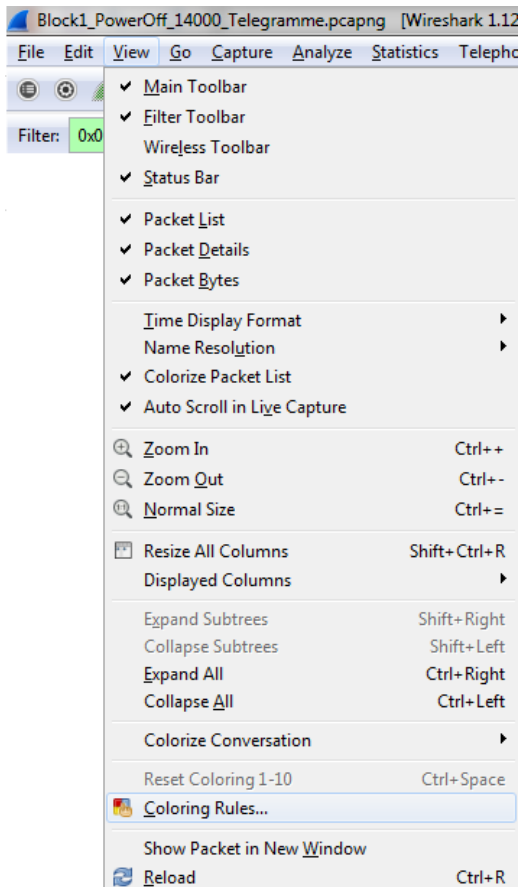 Block1_PowerOff_14000_Telegramme.pcapng [Wireshark 1.12
File Edit View Go Capture Analyze Statistics Telepho
Filter: 0x0
Main Toolbar
Filter Toolbar
Wireless Toolbar
Status Bar
Packet List
Packet Details
Packet Bytes
Time Display Format
Name Resolution
Colorize Packet List
Auto Scroll in Live Capture
Zoom In Ctrl++
Zoom Out Ctrl+-
Normal Size Ctrl+=
Resize All Columns Shift+Ctrl+R
Displayed Columns
Expand Subtrees Shift+Right
Collapse Subtrees Shift+Left
Expand All Ctrl+Right
Collapse All Ctrl+Left
Colorize Conversation
Reset Coloring 1-10 Ctrl+Space
Coloring Rules...
Show Packet in New Window
Reload Ctrl+R